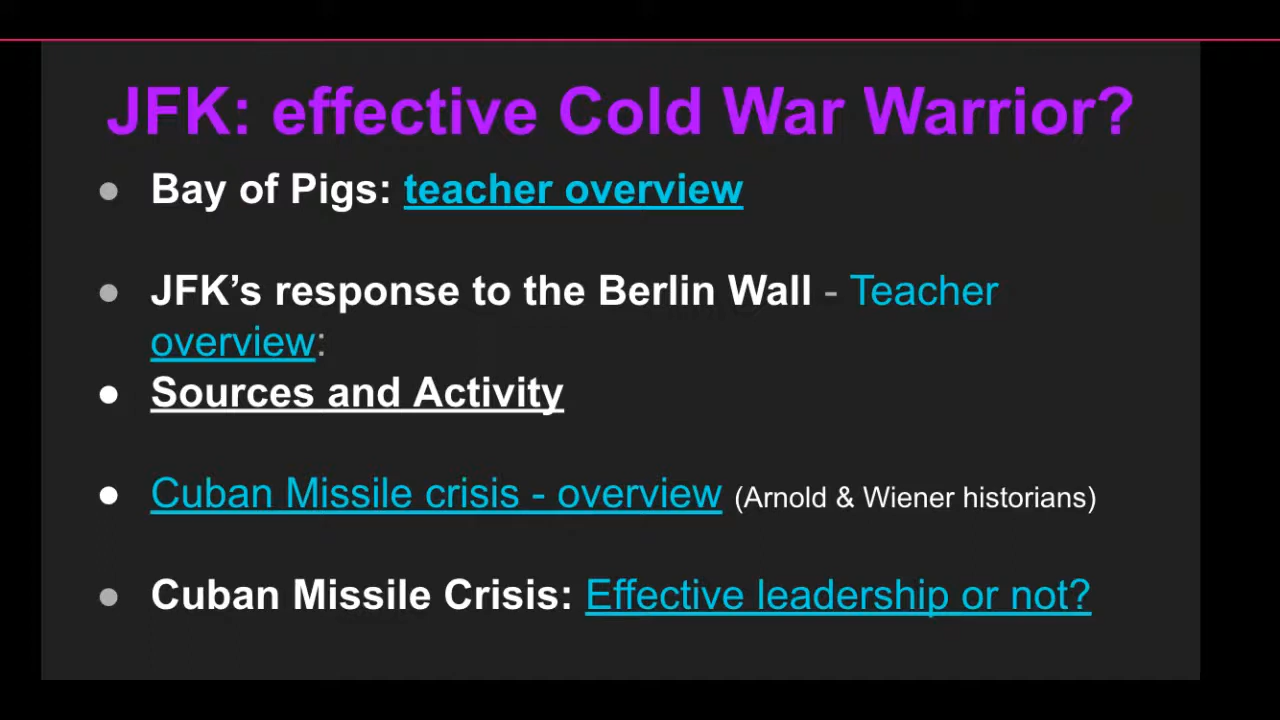 JFK: effective Cold War Warrior?
● Bay of Pigs: teacher overview
● JFK’s response to the Berlin Wall - Teacher
overview:
● Sources and Activity
● Cuban Missile crisis - overview (Arnold & Wiener historians)
● Cuban Missile Crisis: Effective leadership or not?